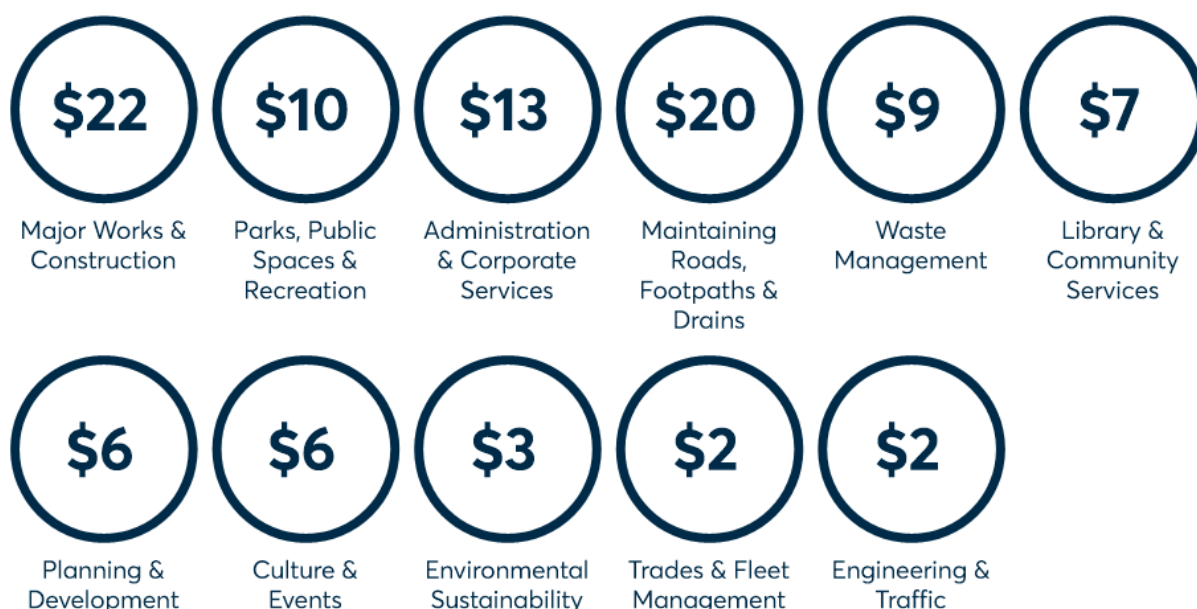 $22
$10
$13
$20
$9
$7
Major Works &
Construction
Parks, Public
Spaces &
Recreation
Administration
& Corporate
Services
Maintaining
Roads,
Footpaths &
Drains
Waste
Management
Library &
Community
Services
$6
$6
$3
$2
$2
Planning &
Development
Culture &
Events
Environmental
Sustainability
Trades & Fleet
Management
Engineering &
Traffic